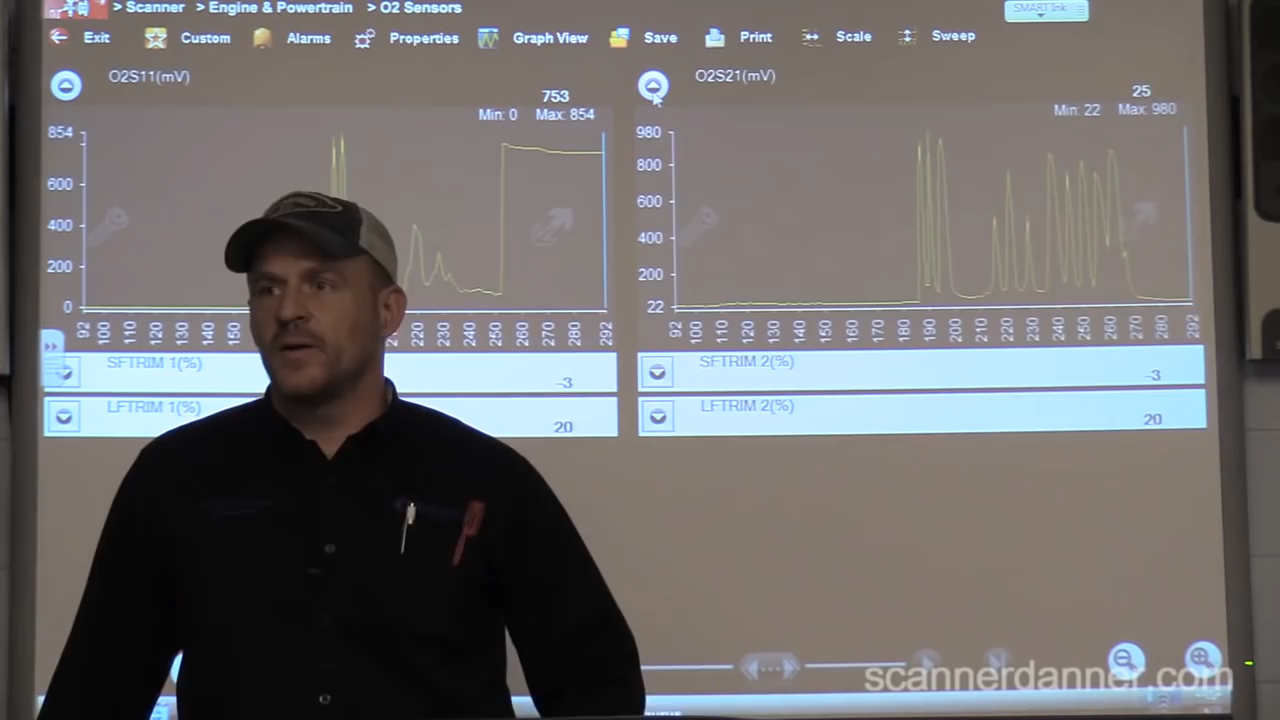 > Scanner > Engine & Powertrain > O2 Sensors
SMART Ink
Exit Custom Alarms Properties Graph View Save Print Scale Sweep
O2S11(mV)
753
Min: 0 Max: 854
854
600
400
200
0
92 100 110 120 130 140 150 210 220 230 240 250 260 270 280 292
SFTRIM 1(%)
-3
LFTRIM 1(%)
20
O2S21(mV)
25
Min: 22 Max: 980
980
800
600
400
200
22
92 100 110 120 130 140 150 160 170 180 190 200 210 220 230 240 250 260 270 280 292
SFTRIM 2(%)
-3
LFTRIM 2(%)
20
scannerdanner.com